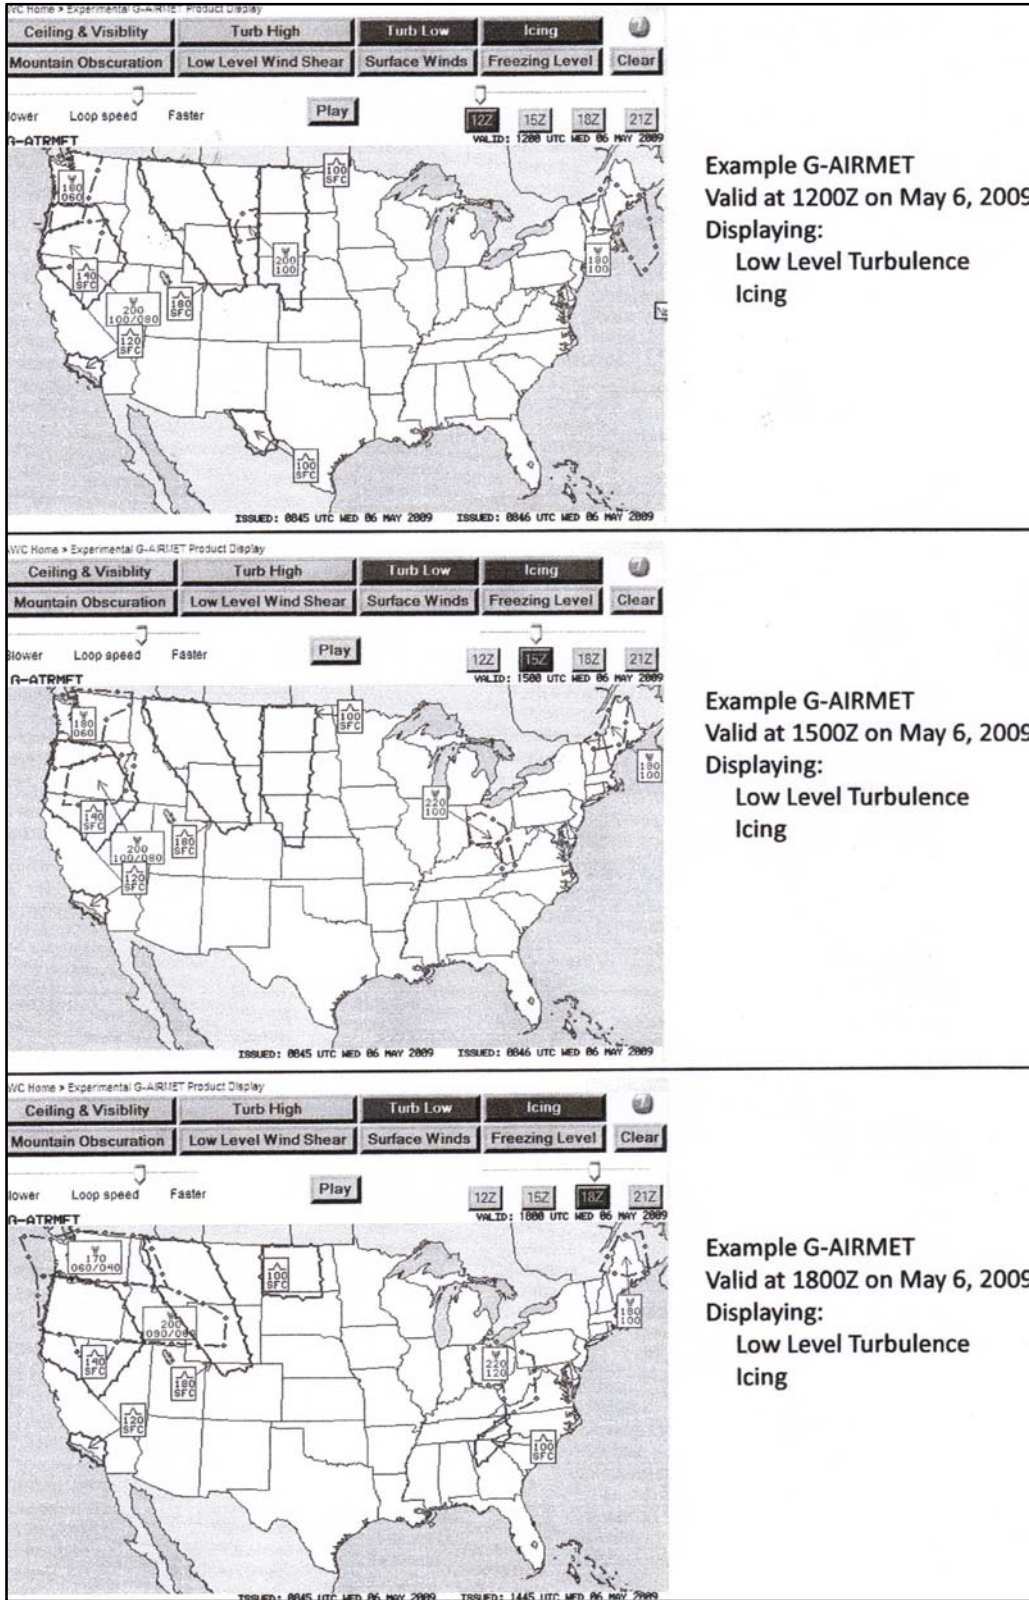 WC Home » Experimental G-AIRMET Product Display
Ceiling & Visiblity Turb High Turb Low Icing
Mountain Obscuration Low Level Wind Shear Surface Winds Freezing Level Clear
lower Loop speed Faster Play 12Z 15Z 18Z 21Z
G-AIRMET VALID: 1200 UTC WED 06 MAY 2009
100
SFC
180
060
200
100
180
100
140
SFC
200
100/080
180
SFC
120
SFC
100
SFC
ISSUED: 0845 UTC WED 06 MAY 2009 ISSUED: 0846 UTC WED 06 MAY 2009
Example G-AIRMET
Valid at 1200Z on May 6, 2009
Displaying:
Low Level Turbulence
Icing
AWC Home » Experimental G-AIRMET Product Display
Ceiling & Visiblity Turb High Turb Low Icing
Mountain Obscuration Low Level Wind Shear Surface Winds Freezing Level Clear
Slower Loop speed Faster Play 12Z 15Z 18Z 21Z
G-AIRMET VALID: 1500 UTC WED 06 MAY 2009
180
060
100
SFC
180
100
220
100
140
SFC
200
100/080
180
SFC
120
SFC
ISSUED: 0845 UTC WED 06 MAY 2009 ISSUED: 0846 UTC WED 06 MAY 2009
Example G-AIRMET
Valid at 1500Z on May 6, 2009
Displaying:
Low Level Turbulence
Icing
WC Home » Experimental G-AIRMET Product Display
Ceiling & Visiblity Turb High Turb Low Icing
Mountain Obscuration Low Level Wind Shear Surface Winds Freezing Level Clear
lower Loop speed Faster Play 12Z 15Z 18Z 21Z
G-AIRMET VALID: 1800 UTC WED 06 MAY 2009
170
060/040
100
SFC
180
100
200
140
SFC
180
SFC
220
120
120
SFC
100
SFC
ISSUED: 0845 UTC WED 06 MAY 2009 ISSUED: 1445 UTC WED 06 MAY 2009
Example G-AIRMET
Valid at 1800Z on May 6, 2009
Displaying:
Low Level Turbulence
Icing